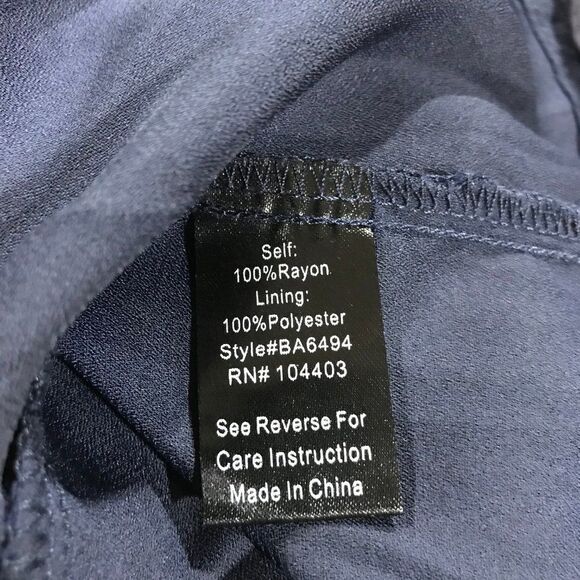 Self:
100%Rayon
Lining:
100%Polyester
Style#BA6494
RN# 104403
See Reverse For
Care Instruction
Made In China